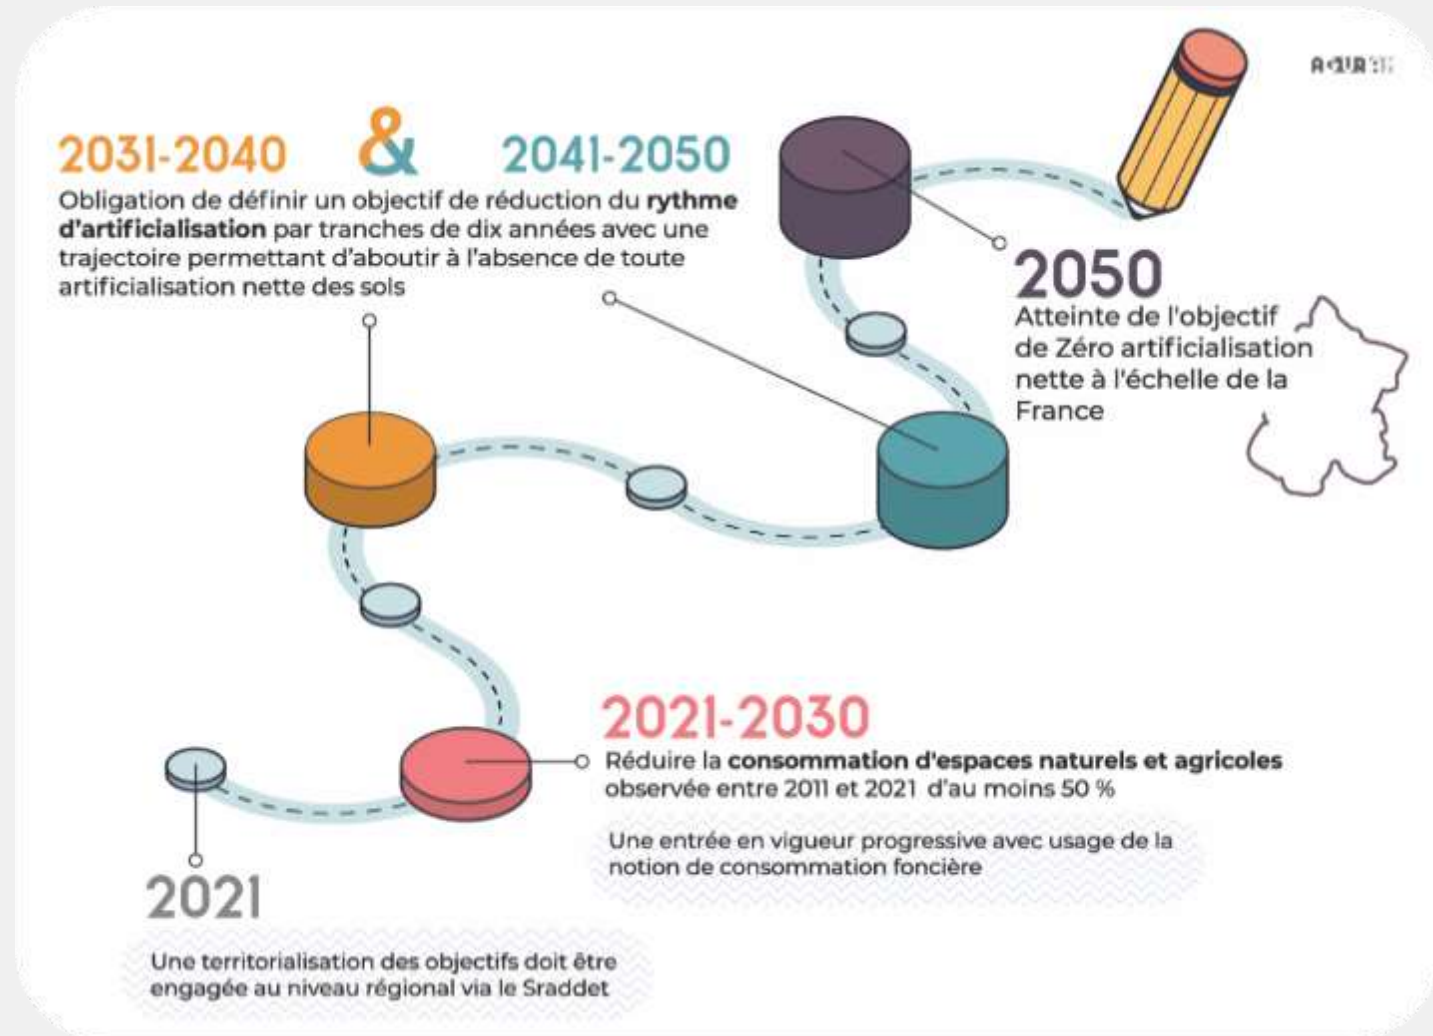 2031-2040 & 2041-2050
Obligation de définir un objectif de réduction du rythme
d'artificialisation par tranches de dix années avec une
trajectoire permettant d'aboutir à l'absence de toute
artificialisation nette des sols
2050
Atteinte de l'objectif
de Zéro artificialisation
nette à l'échelle de la
France
2021-2030
Réduire la consommation d'espaces naturels et agricoles
observée entre 2011 et 2021 d'au moins 50 %
Une entrée en vigueur progressive avec usage de la
notion de consommation foncière
2021
Une territorialisation des objectifs doit être
engagée au niveau régional via le Sraddet